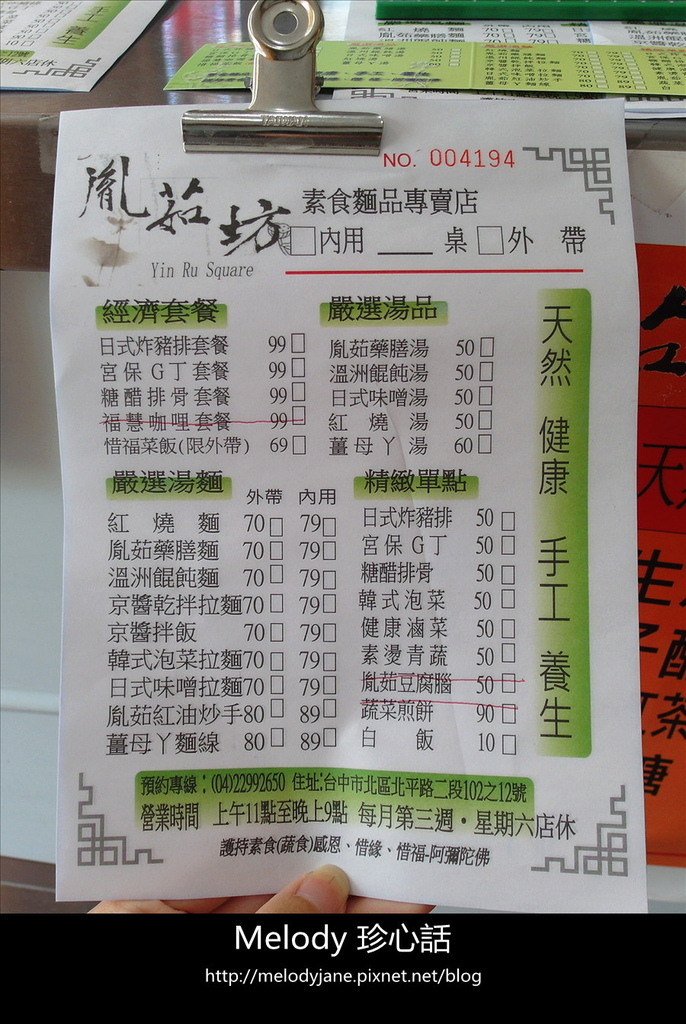 TAIWAN
NO. 004194
胤茹坊
素食麵品專賣店
□內用 ___ 桌 □外 帶
Yin Ru Square
經濟套餐
日式炸豬排套餐 99 □
宮保G丁套餐 99 □
糖醋排骨套餐 99 □
福慧咖哩套餐 99 □
惜福菜飯(限外帶) 69 □
嚴選湯品
胤茹藥膳湯 50 □
溫洲餛飩湯 50 □
日式味噌湯 50 □
紅燒湯 50 □
薑母丫湯 60 □
嚴選湯麵 外帶 內用
紅燒麵 70 □ 79 □
胤茹藥膳麵 70 □ 79 □
溫洲餛飩麵 70 □ 79 □
京醬乾拌拉麵 70 □ 79 □
京醬拌飯 70 □ 79 □
韓式泡菜拉麵 70 □ 79 □
日式味噌拉麵 70 □ 79 □
胤茹紅油炒手 80 □ 89 □
薑母丫麵線 80 □ 89 □
精緻單點
日式炸豬排 50 □
宮保G丁 50 □
糖醋排骨 50 □
韓式泡菜 50 □
健康滷菜 50 □
素燙青蔬 50 □
胤茹豆腐腦 50 □
蔬菜煎餅 90 □
白飯 10 □
天然 健康 手工 養生
預約專線：(04)22992650 住址:台中市北區北平路二段102之12號
營業時間 上午11點至晚上9點 每月第三週・星期六店休
護持素食(蔬食)感恩、惜緣、惜福-阿彌陀佛
Melody 珍心話
http://melodyjane.pixnet.net/blog